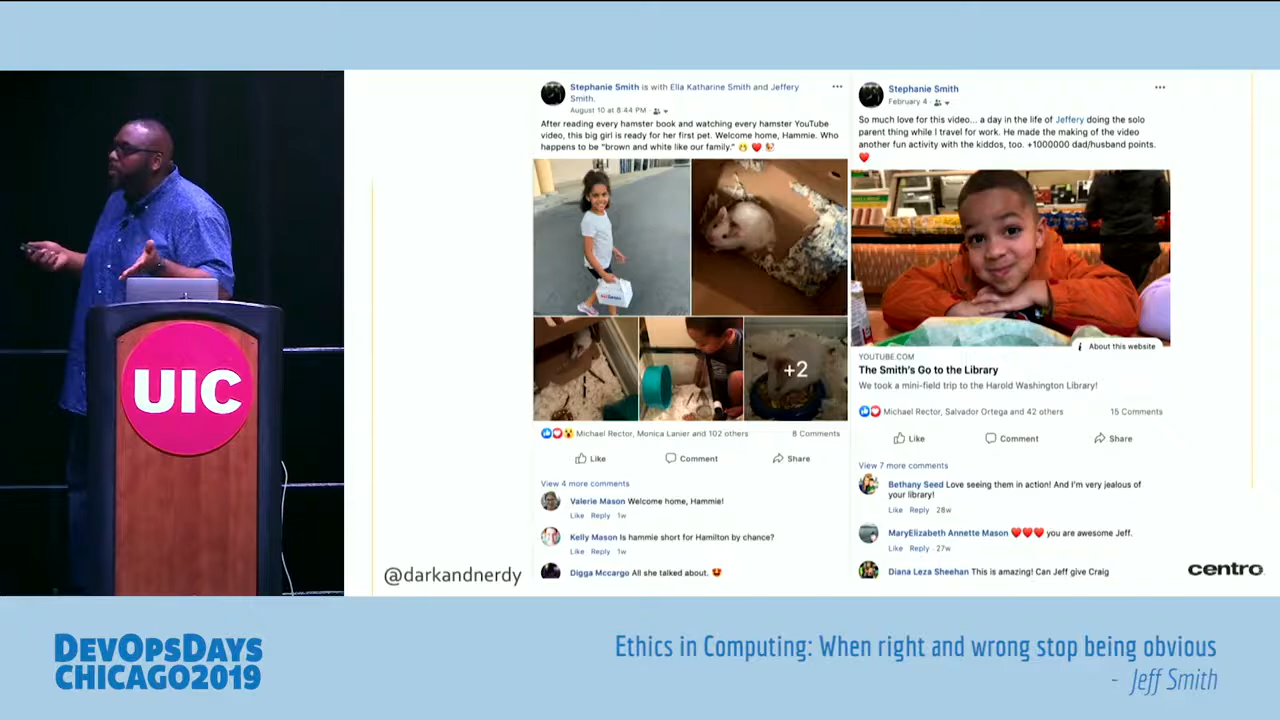 Stephanie Smith is with Ella Katharine Smith and Jeffery
Smith.
August 10 at 8:44 PM
After reading every hamster book and watching every hamster YouTube
video, this big girl is ready for her first pet. Welcome home, Hammie. Who
happens to be "brown and white like our family."
+2
Michael Rector, Monica Lanier and 102 others
8 Comments
Like
Comment
Share
View 4 more comments
Valerie Mason Welcome home, Hammie!
Like Reply 1w
Kelly Mason Is hammie short for Hamilton by chance?
Like Reply 1w
Digga Mccargo All she talked about.
Stephanie Smith
February 4
So much love for this video... a day in the life of Jeffery doing the solo
parent thing while I travel for work. He made the making of the video
another fun activity with the kiddos, too. +1000000 dad/husband points.
i About this website
YOUTUBE.COM
The Smith's Go to the Library
We took a mini-field trip to the Harold Washington Library!
Michael Rector, Salvador Ortega and 42 others
15 Comments
Like
Comment
Share
View 7 more comments
Bethany Seed Love seeing them in action! And I'm very jealous of
your library!
Like Reply · 28w
MaryElizabeth Annette Mason you are awesome Jeff.
Like Reply · 27w
Diana Leza Sheehan This is amazing! Can Jeff give Craig
UIC
@darkandnerdy
centro
DEVOPSDAYS
CHICAGO2019
Ethics in Computing: When right and wrong stop being obvious
- Jeff Smith